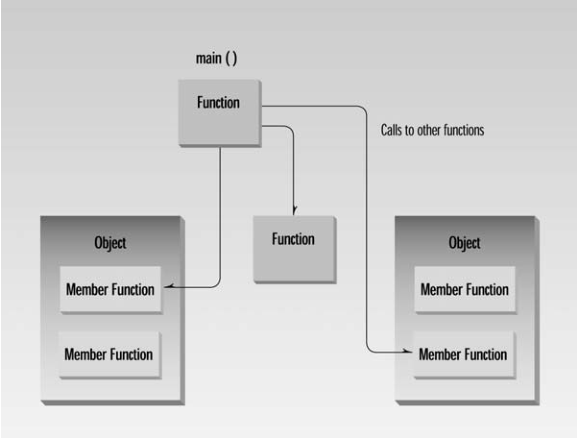 main ( )
Function
Calls to other functions
Object
Member Function
Member Function
Function
Object
Member Function
Member Function